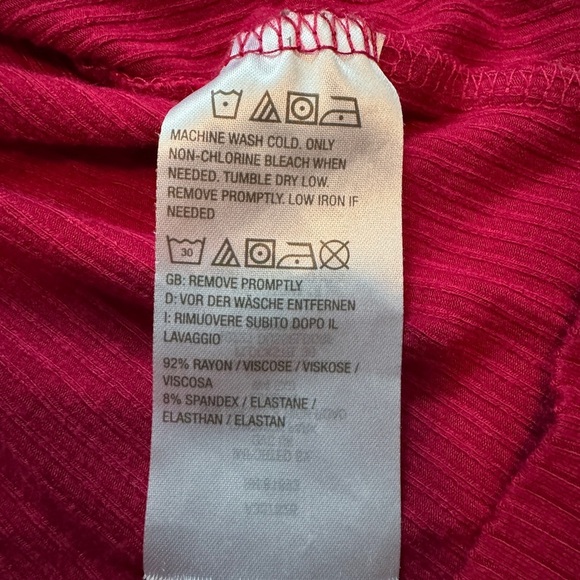 MACHINE WASH COLD. ONLY
NON-CHLORINE BLEACH WHEN
NEEDED. TUMBLE DRY LOW.
REMOVE PROMPTLY. LOW IRON IF
NEEDED
30
GB: REMOVE PROMPTLY
D: VOR DER WÄSCHE ENTFERNEN
I: RIMUOVERE SUBITO DOPO IL
LAVAGGIO
92% RAYON / VISCOSE / VISKOSE /
VISCOSA
8% SPANDEX / ELASTANE /
ELASTHAN / ELASTAN